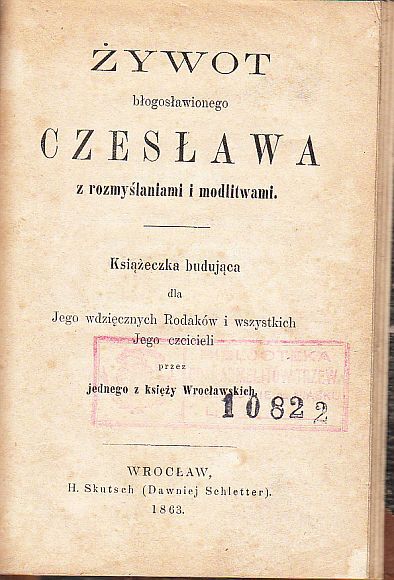 ŻYWOT
błogosławionego
CZESŁAWA
z rozmyślaniami i modlitwami.
Książeczka budująca
dla
Jego wdzięcznych Rodaków i wszystkich
Jego czcicieli
przez
jednego z księży Wrocławskich.
10822
WROCŁAW,
H. Skutsch (Dawniej Schletter).
1863.